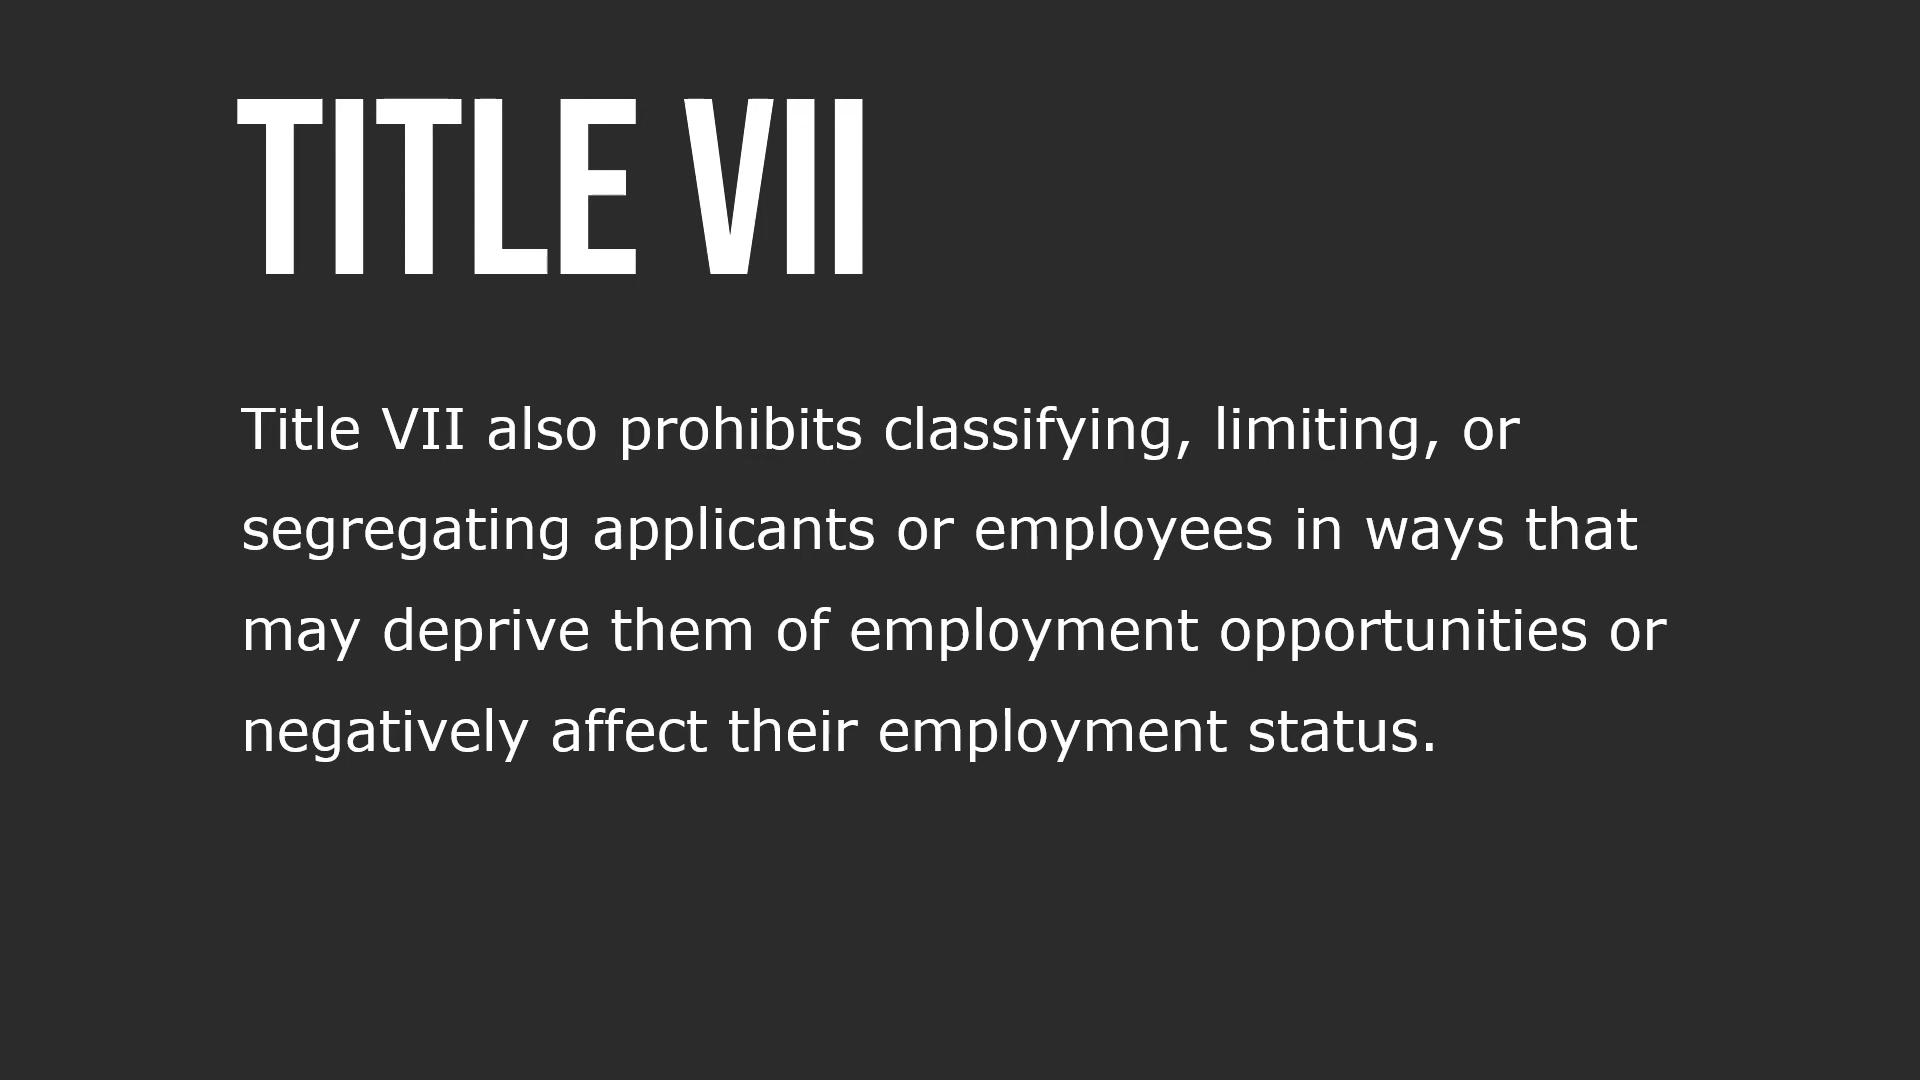 TITLE VII
Title VII also prohibits classifying, limiting, or
segregating applicants or employees in ways that
may deprive them of employment opportunities or
negatively affect their employment status.